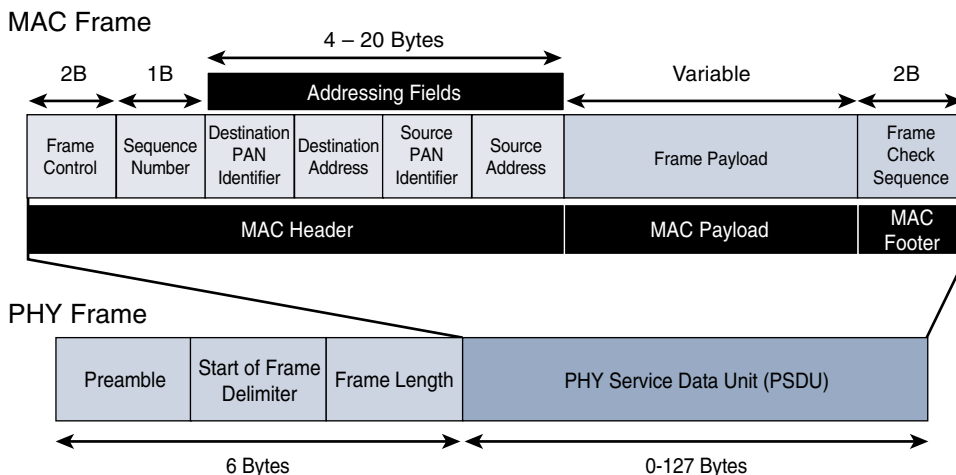 MAC Frame
4 – 20 Bytes
2B
1B
Addressing Fields
Variable
2B
Frame
Control
Sequence
Number
Destination
PAN
Identifier
Destination
Address
Source
PAN
Identifier
Source
Address
Frame Payload
Frame
Check
Sequence
MAC Header
MAC Payload
MAC
Footer
PHY Frame
Preamble
Start of Frame
Delimiter
Frame Length
PHY Service Data Unit (PSDU)
6 Bytes
0-127 Bytes